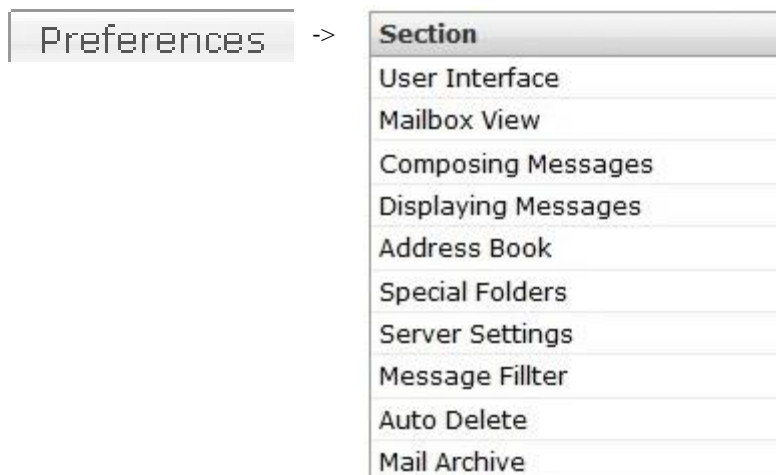 Preferences -> Section
User Interface
Mailbox View
Composing Messages
Displaying Messages
Address Book
Special Folders
Server Settings
Message Fillter
Auto Delete
Mail Archive